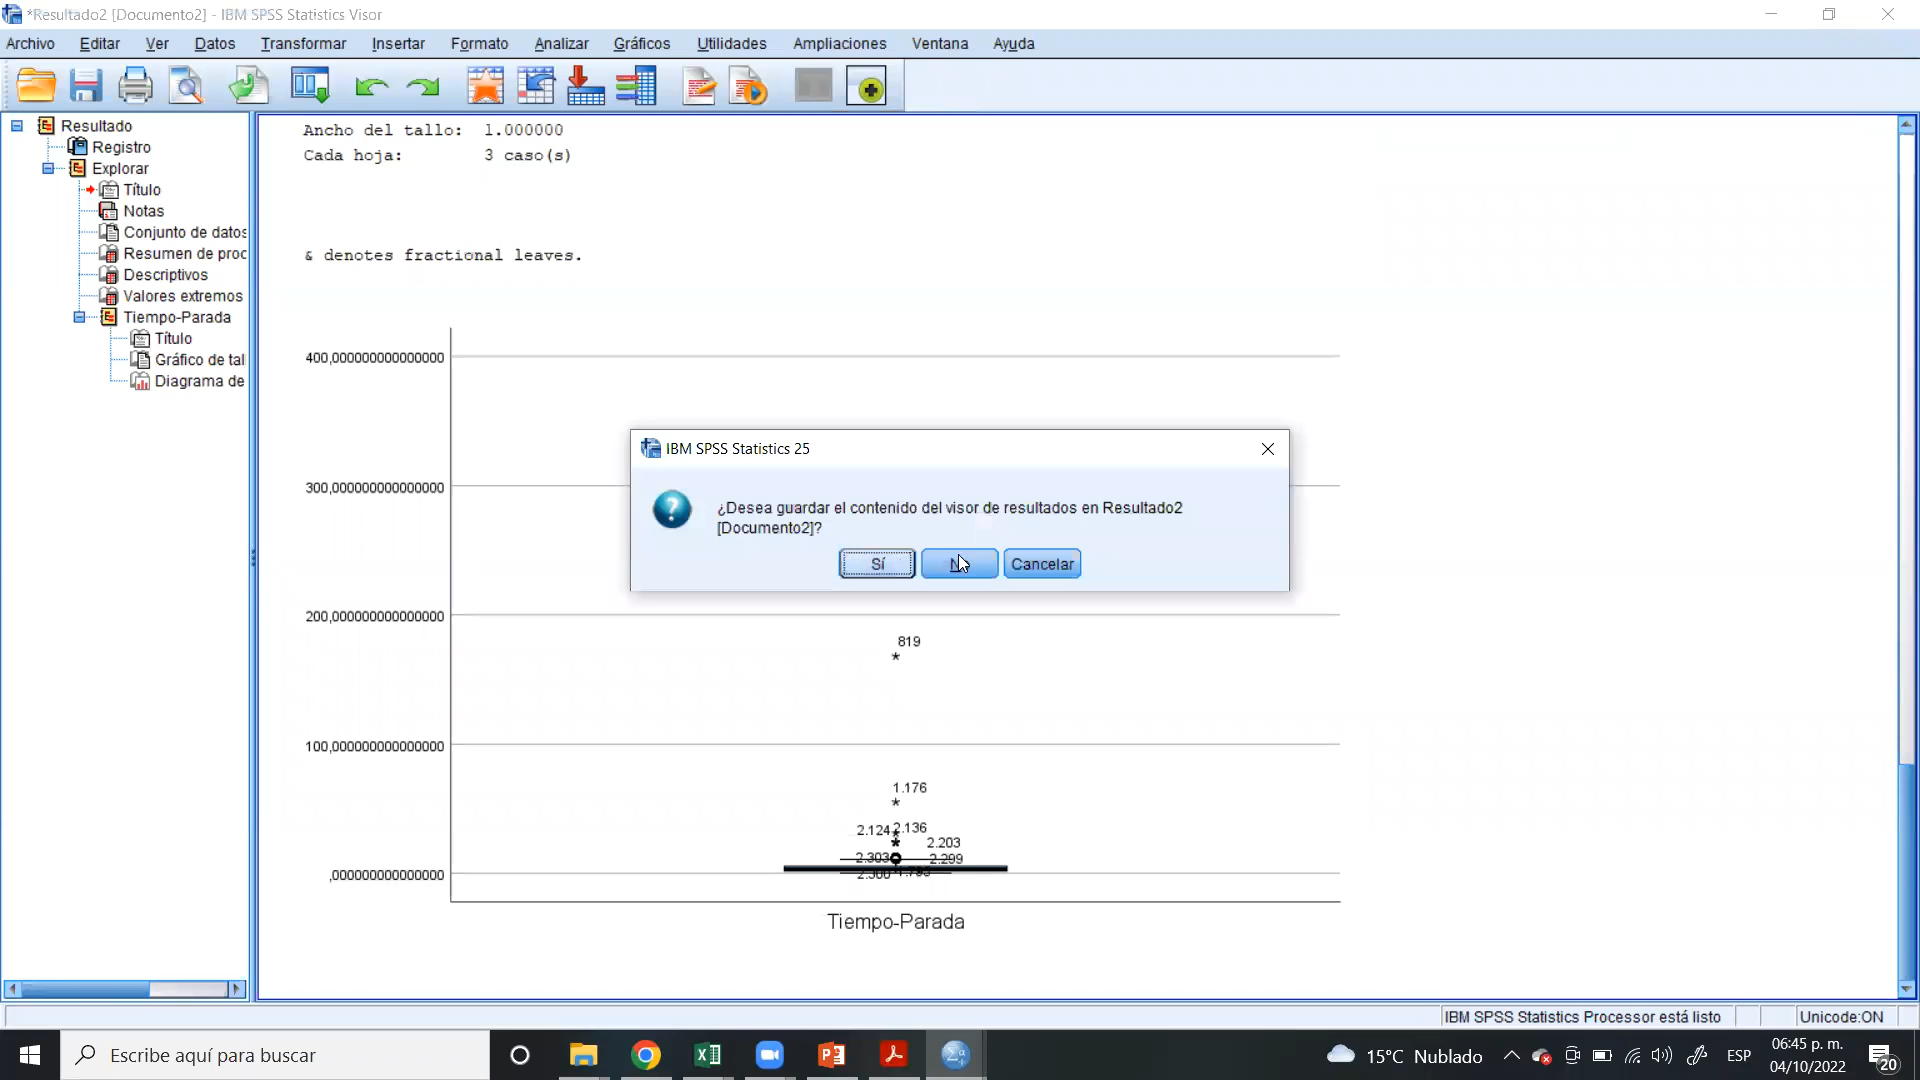 *Resultado2 [Documento2] - IBM SPSS Statistics Visor
Archivo Editar Ver Datos Transformar Insertar Formato Analizar Gráficos Utilidades Ampliaciones Ventana Ayuda
Resultado
Registro
Explorar
Título
Notas
Conjunto de datos
Resumen de proc
Descriptivos
Valores extremos
Tiempo-Parada
Título
Gráfico de tal
Diagrama de
Ancho del tallo: 1.000000
Cada hoja: 3 caso(s)
& denotes fractional leaves.
400,000000000000000
300,000000000000000
200,000000000000000
100,000000000000000
,000000000000000
819
1.176
2.124 2.136
2.203
2.303 2.299
Tiempo-Parada
IBM SPSS Statistics 25
¿Desea guardar el contenido del visor de resultados en Resultado2
[Documento2]?
Sí Cancelar
IBM SPSS Statistics Processor está listo Unicode:ON
Escribe aquí para buscar
15°C Nublado
ESP
06:45 p. m.
04/10/2022
20